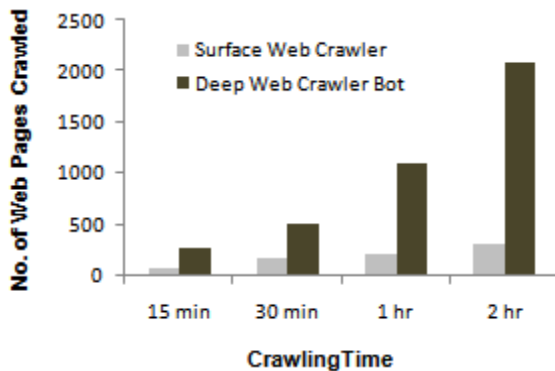 No. of Web Pages Crawled
2500
2000
1500
1000
500
0
Surface Web Crawler
Deep Web Crawler Bot
15 min 30 min 1 hr 2 hr
CrawlingTime